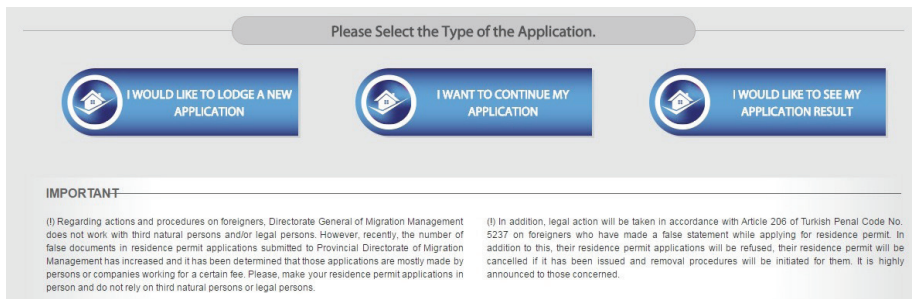 Please Select the Type of the Application.
I WOULD LIKE TO LODGE A NEW
APPLICATION
I WANT TO CONTINUE MY
APPLICATION
I WOULD LIKE TO SEE MY
APPLICATION RESULT
IMPORTANT
(!) Regarding actions and procedures on foreigners, Directorate General of Migration Management
does not work with third natural persons and/or legal persons. However, recently, the number of
false documents in residence permit applications submitted to Provincial Directorate of Migration
Management has increased and it has been determined that those applications are mostly made by
persons or companies working for a certain fee. Please, make your residence permit applications in
person and do not rely on third natural persons or legal persons.
(!) In addition, legal action will be taken in accordance with Article 206 of Turkish Penal Code No.
5237 on foreigners who have made a false statement while applying for residence permit. In
addition to this, their residence permit applications will be refused, their residence permit will be
cancelled if it has been issued and removal procedures will be initiated for them. It is highly
announced to those concerned.